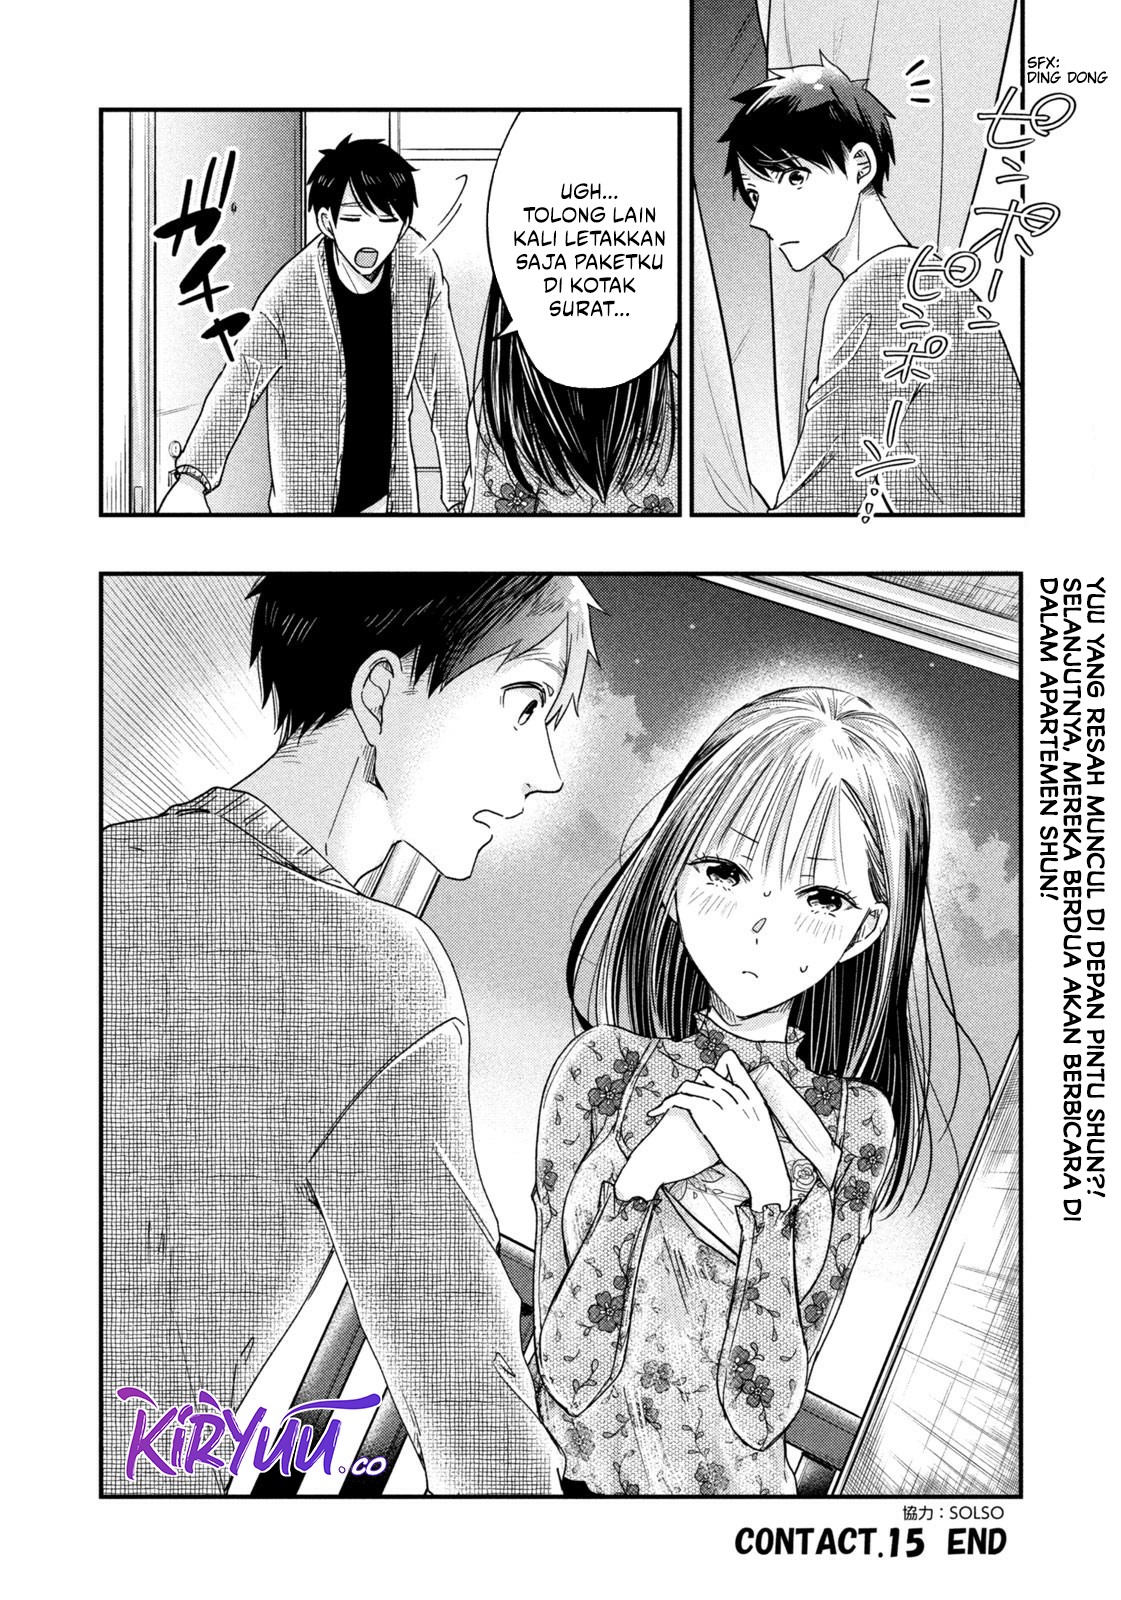 SFX:
DING DONG
ピンポーン
ピンポーン!
UGH...
TOLONG LAIN
KALI LETAKKAN
SAJA PAKETKU
DI KOTAK
SURAT...
ガチャ
YUU YANG RESAH MUNCUL DI DEPAN PINTU SHUN?!
SELANJUTNYA, MEREKA BERDUA AKAN BERBICARA DI
DALAM APARTEMEN SHUN!
KIRYUU.CO
協力：SOLSO
CONTACT.15 END